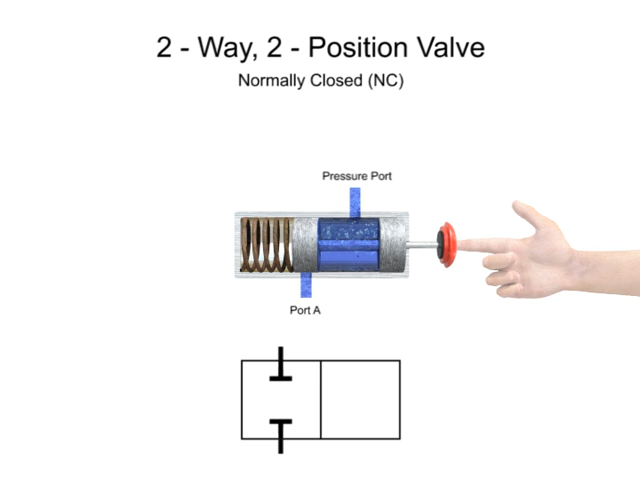 2 - Way, 2 - Position Valve
Normally Closed (NC)
Pressure Port
Port A